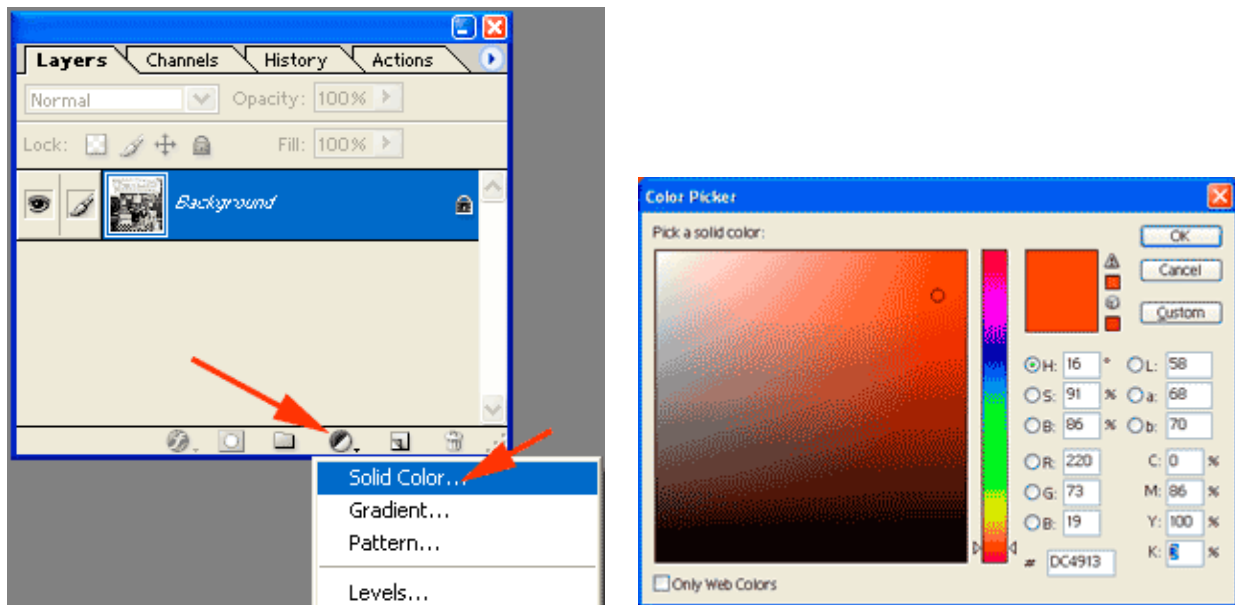 Layers Channels History Actions
Normal Opacity: 100%
Lock: Fill: 100%
Background
Solid Color...
Gradient...
Pattern...
Levels...
Color Picker
Pick a solid color:
OK
Cancel
Custom
H: 16 ° L: 58
S: 91 % a: 68
B: 86 % b: 70
R: 220 C: 0 %
G: 73 M: 86 %
B: 19 Y: 100 %
# DC4913 K: %
Only Web Colors